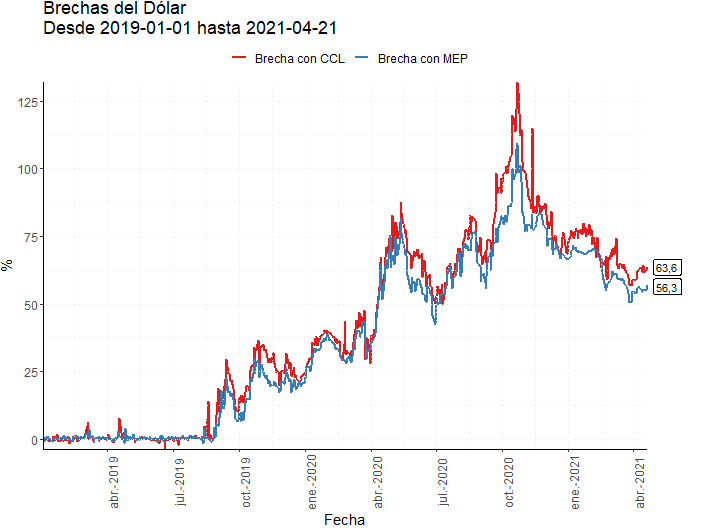 Brechas del Dólar
Desde 2019-01-01 hasta 2021-04-21
Brecha con CCL
Brecha con MEP
%
125
100
75
50
25
0
63,6
56,3
abr.-2019
jul.-2019
oct.-2019
ene.-2020
abr.-2020
jul.-2020
oct.-2020
ene.-2021
abr.-2021
Fecha